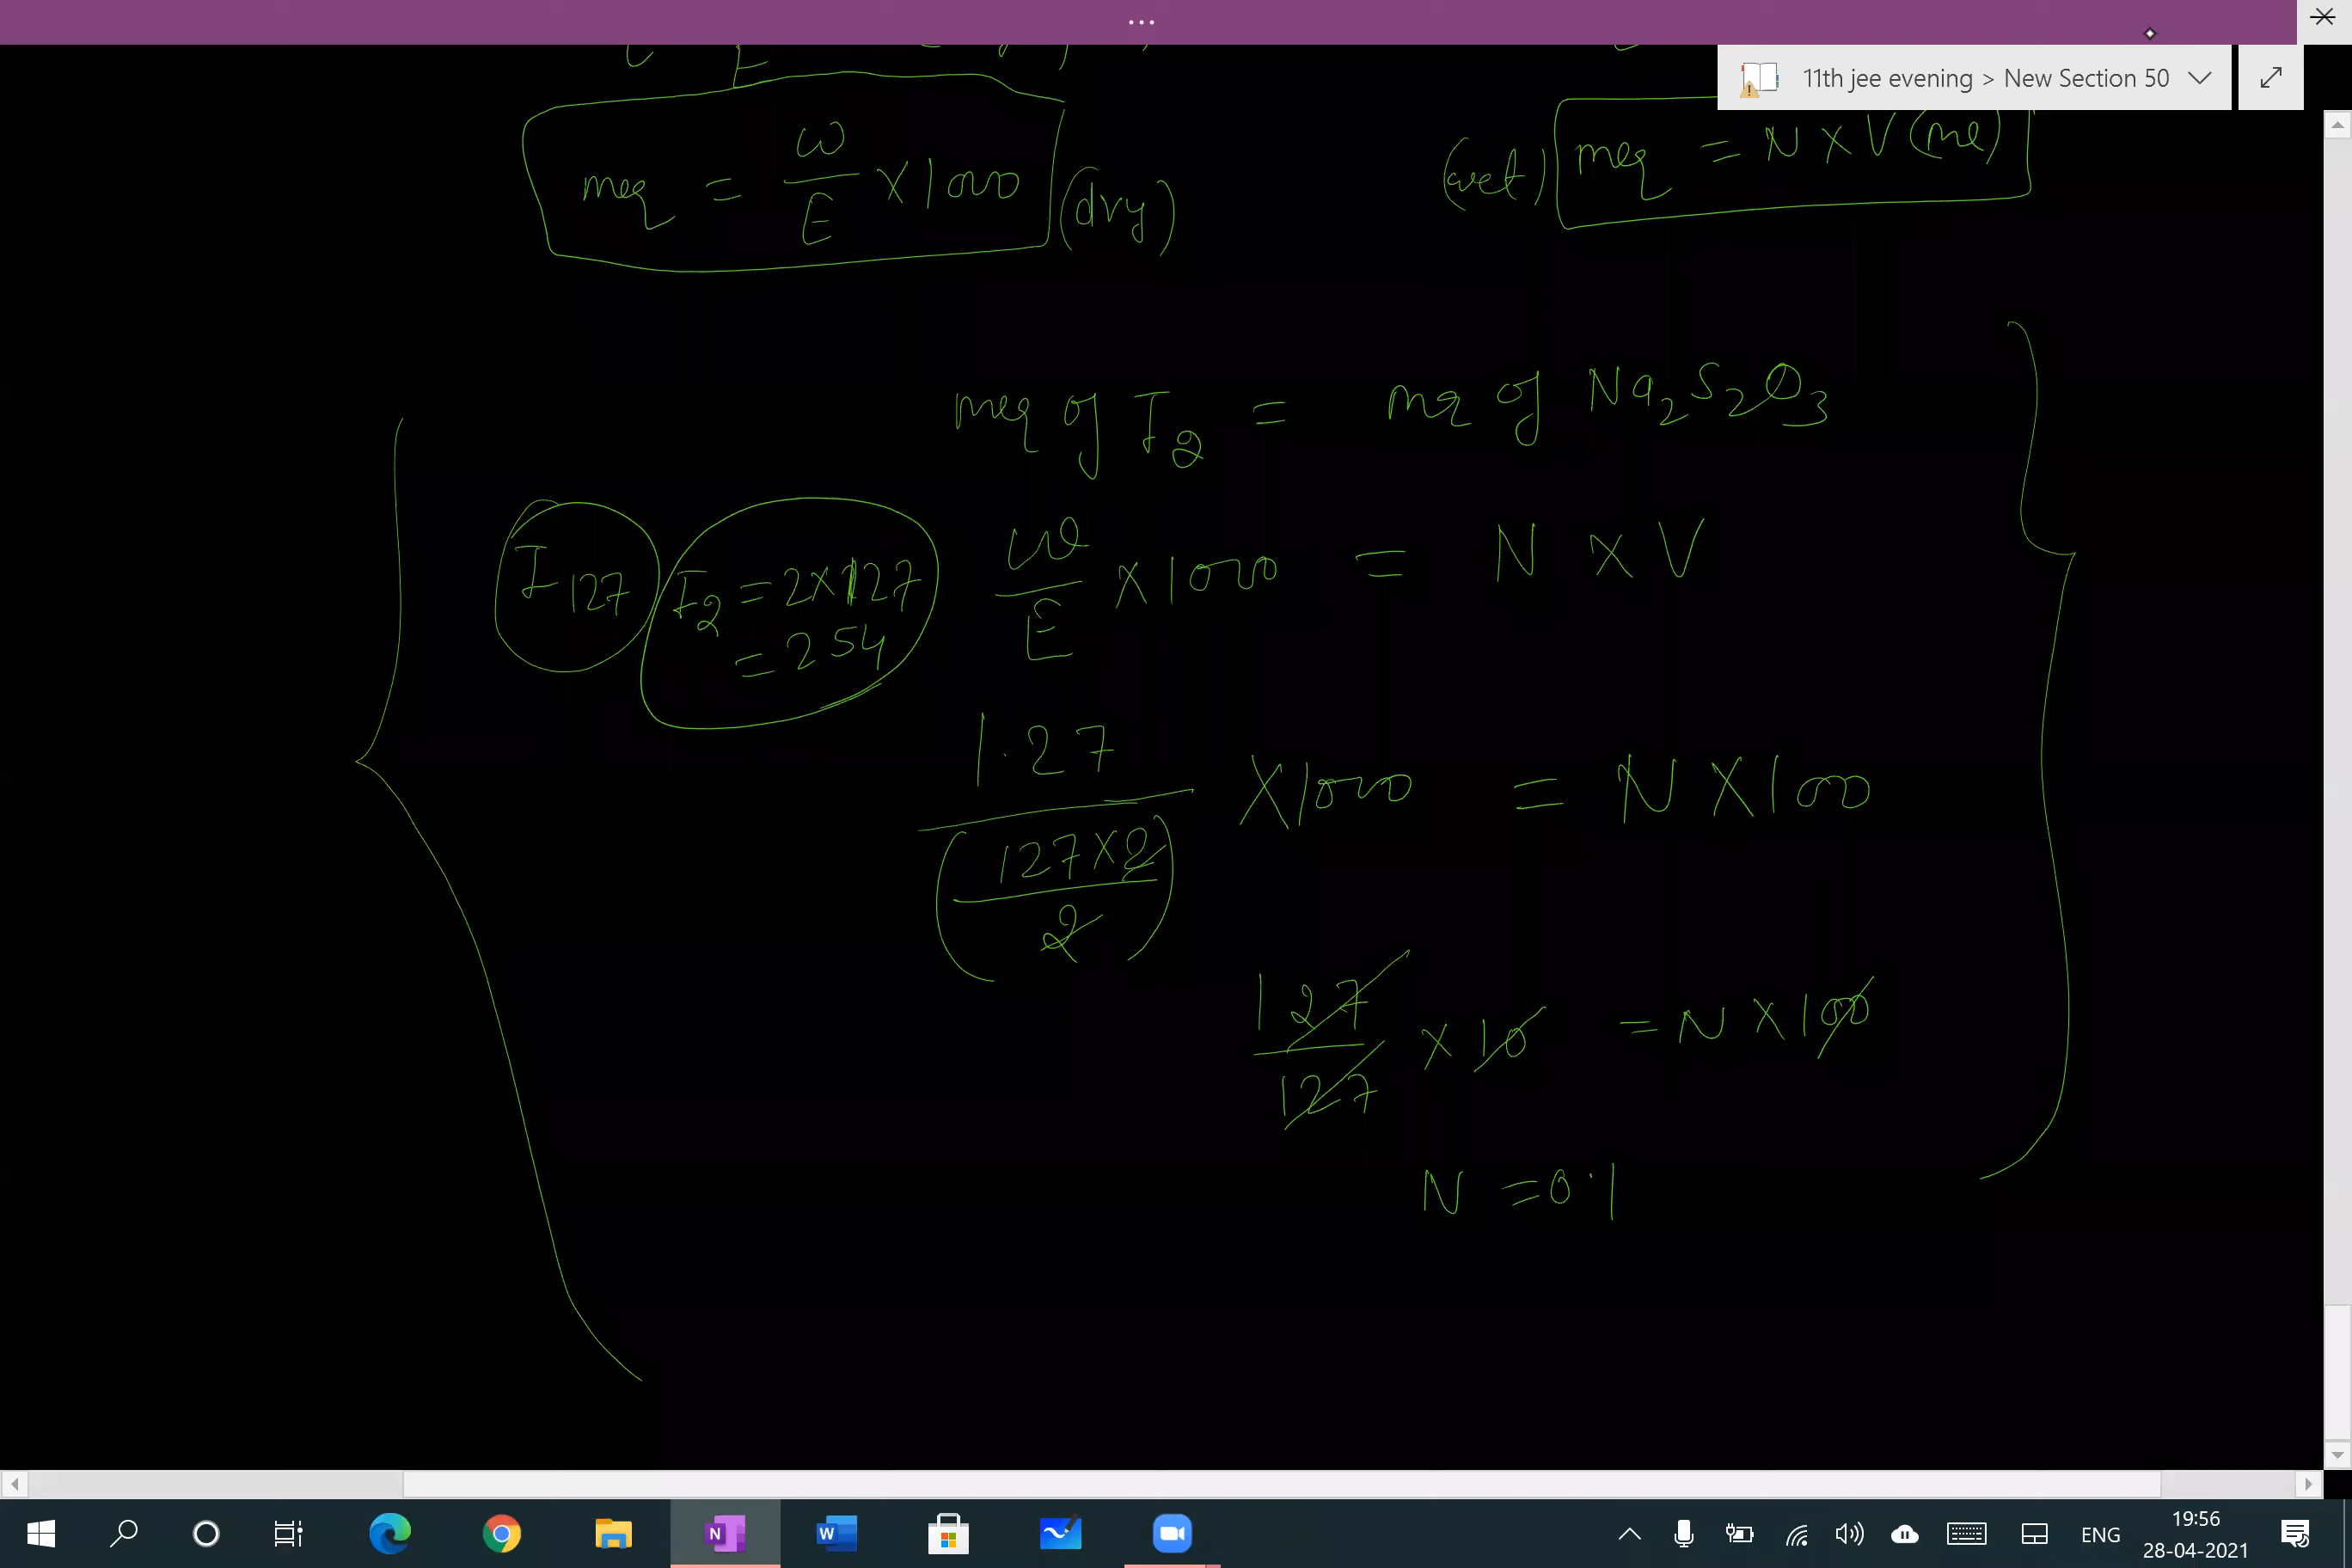 ...
11th jee evening > New Section 50
meq = w/E × 1000 (dry)
(wet) meq = N × V (ml)
meq of I₂ = meq of Na₂S₂O₃
I 127
I₂ = 2×127
= 254
w/E × 1000 = N × V
1.27/(127×2/2) × 1000 = N × 100
127/127 × 10 = N × 100
N = 0.1
N
W
ENG
19:56
28-04-2021